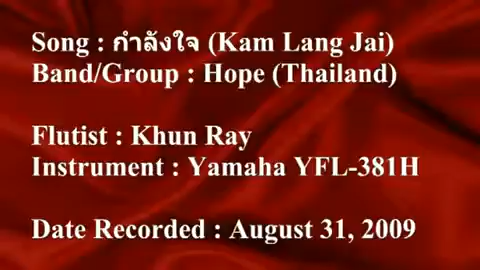 Song : กำลังใจ (Kam Lang Jai)
Band/Group : Hope (Thailand)
Flutist : Khun Ray
Instrument : Yamaha YFL-381H
Date Recorded : August 31, 2009